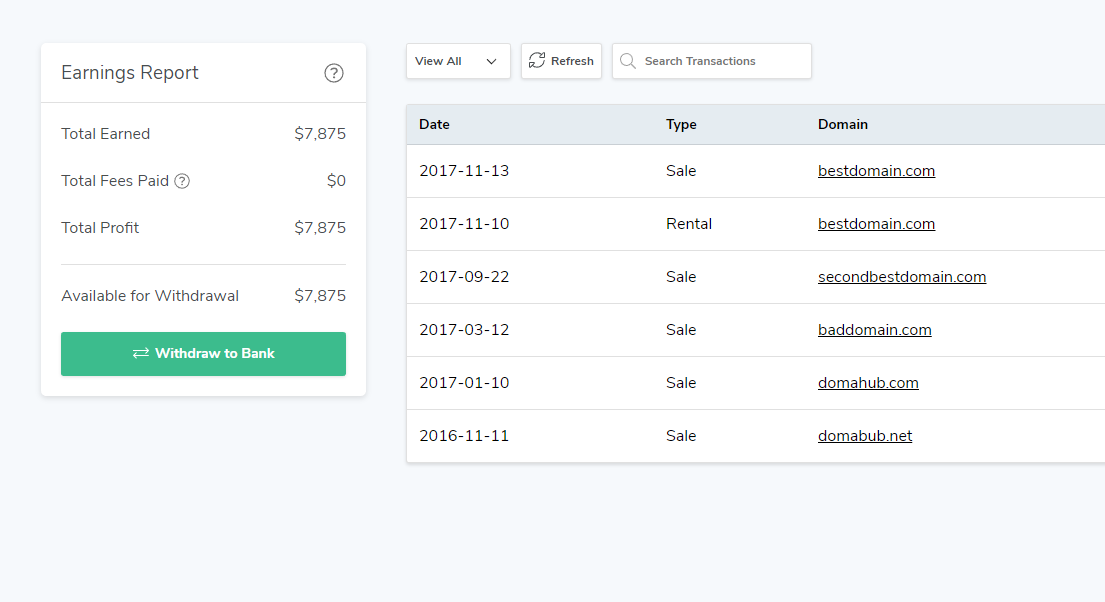 Earnings Report
Total Earned $7,875
Total Fees Paid $0
Total Profit $7,875
Available for Withdrawal $7,875
Withdraw to Bank
View All Refresh Search Transactions
Date Type Domain
2017-11-13 Sale bestdomain.com
2017-11-10 Rental bestdomain.com
2017-09-22 Sale secondbestdomain.com
2017-03-12 Sale baddomain.com
2017-01-10 Sale domahub.com
2016-11-11 Sale domabub.net